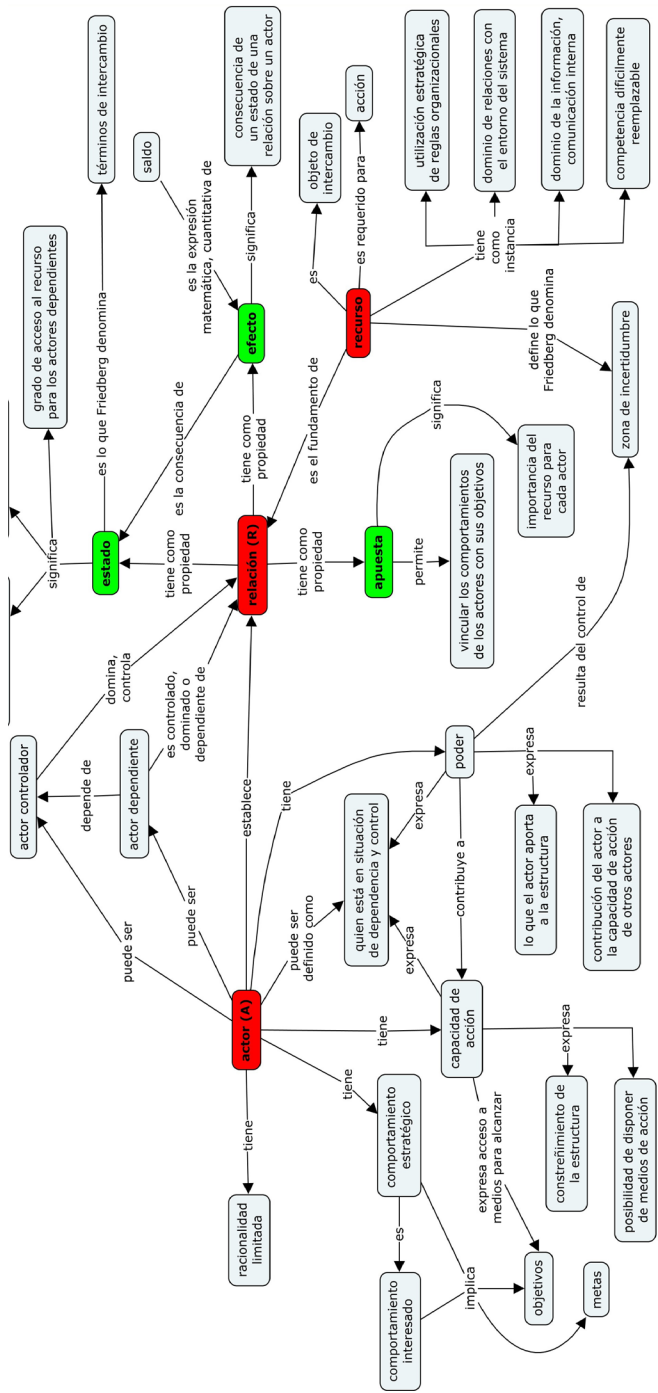 actor controlador
grado de acceso al recurso
para los actores dependientes
términos de intercambio
significa
domina,
controla
depende de
estado
es lo que Friedberg denomina
puede ser
actor dependiente
saldo
puede ser
es controlado,
dominado o
dependiente de
tiene como
propiedad
es la consecuencia de
es la expresión
matemática, cuantitativa de
racionalidad
limitada
tiene
actor (A)
establece
relación (R)
tiene como
propiedad
efecto
significa
consecuencia de
un estado de una
relación sobre un actor
tiene
puede ser
definido como
tiene
tiene como
propiedad
es el fundamento de
es
objeto de
intercambio
quien está en situación
de dependencia y control
recurso
es requerido para
acción
comportamiento
interesado
es
comportamiento
estratégico
tiene
expresa
expresa
apuesta
significa
permite
utilización estratégica
de reglas organizacionales
capacidad de
acción
contribuye a
poder
vincular los comportamientos
de los actores con sus objetivos
implica
expresa acceso a
medios para alcanzar
tiene
como
instancia
dominio de relaciones con
el entorno del sistema
objetivos
expresa
lo que el actor aporta
a la estructura
expresa
importancia del
recurso para
cada actor
define lo que
Friedberg denomina
dominio de la información,
comunicación interna
constreñimiento de
la estructura
resulta del control de
metas
posibilidad de disponer
de medios de acción
contribución del actor a
la capacidad de acción
de otros actores
zona de incertidumbre
competencia dificilmente
reemplazable